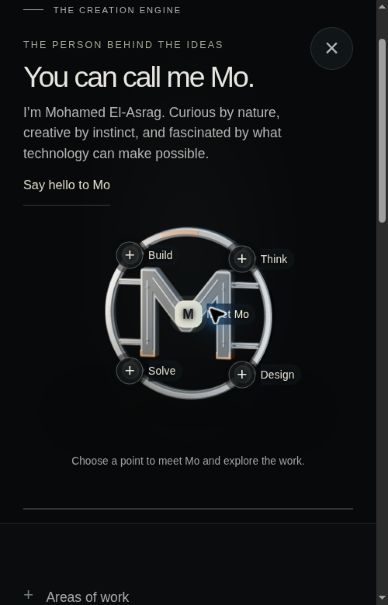 THE CREATION ENGINE
THE PERSON BEHIND THE IDEAS
You can call me Mo.
I'm Mohamed El-Asrag. Curious by nature,
creative by instinct, and fascinated by what
technology can make possible.
Say hello to Mo
Build
Think
M
Mo
Solve
Design
Choose a point to meet Mo and explore the work.
Areas of work